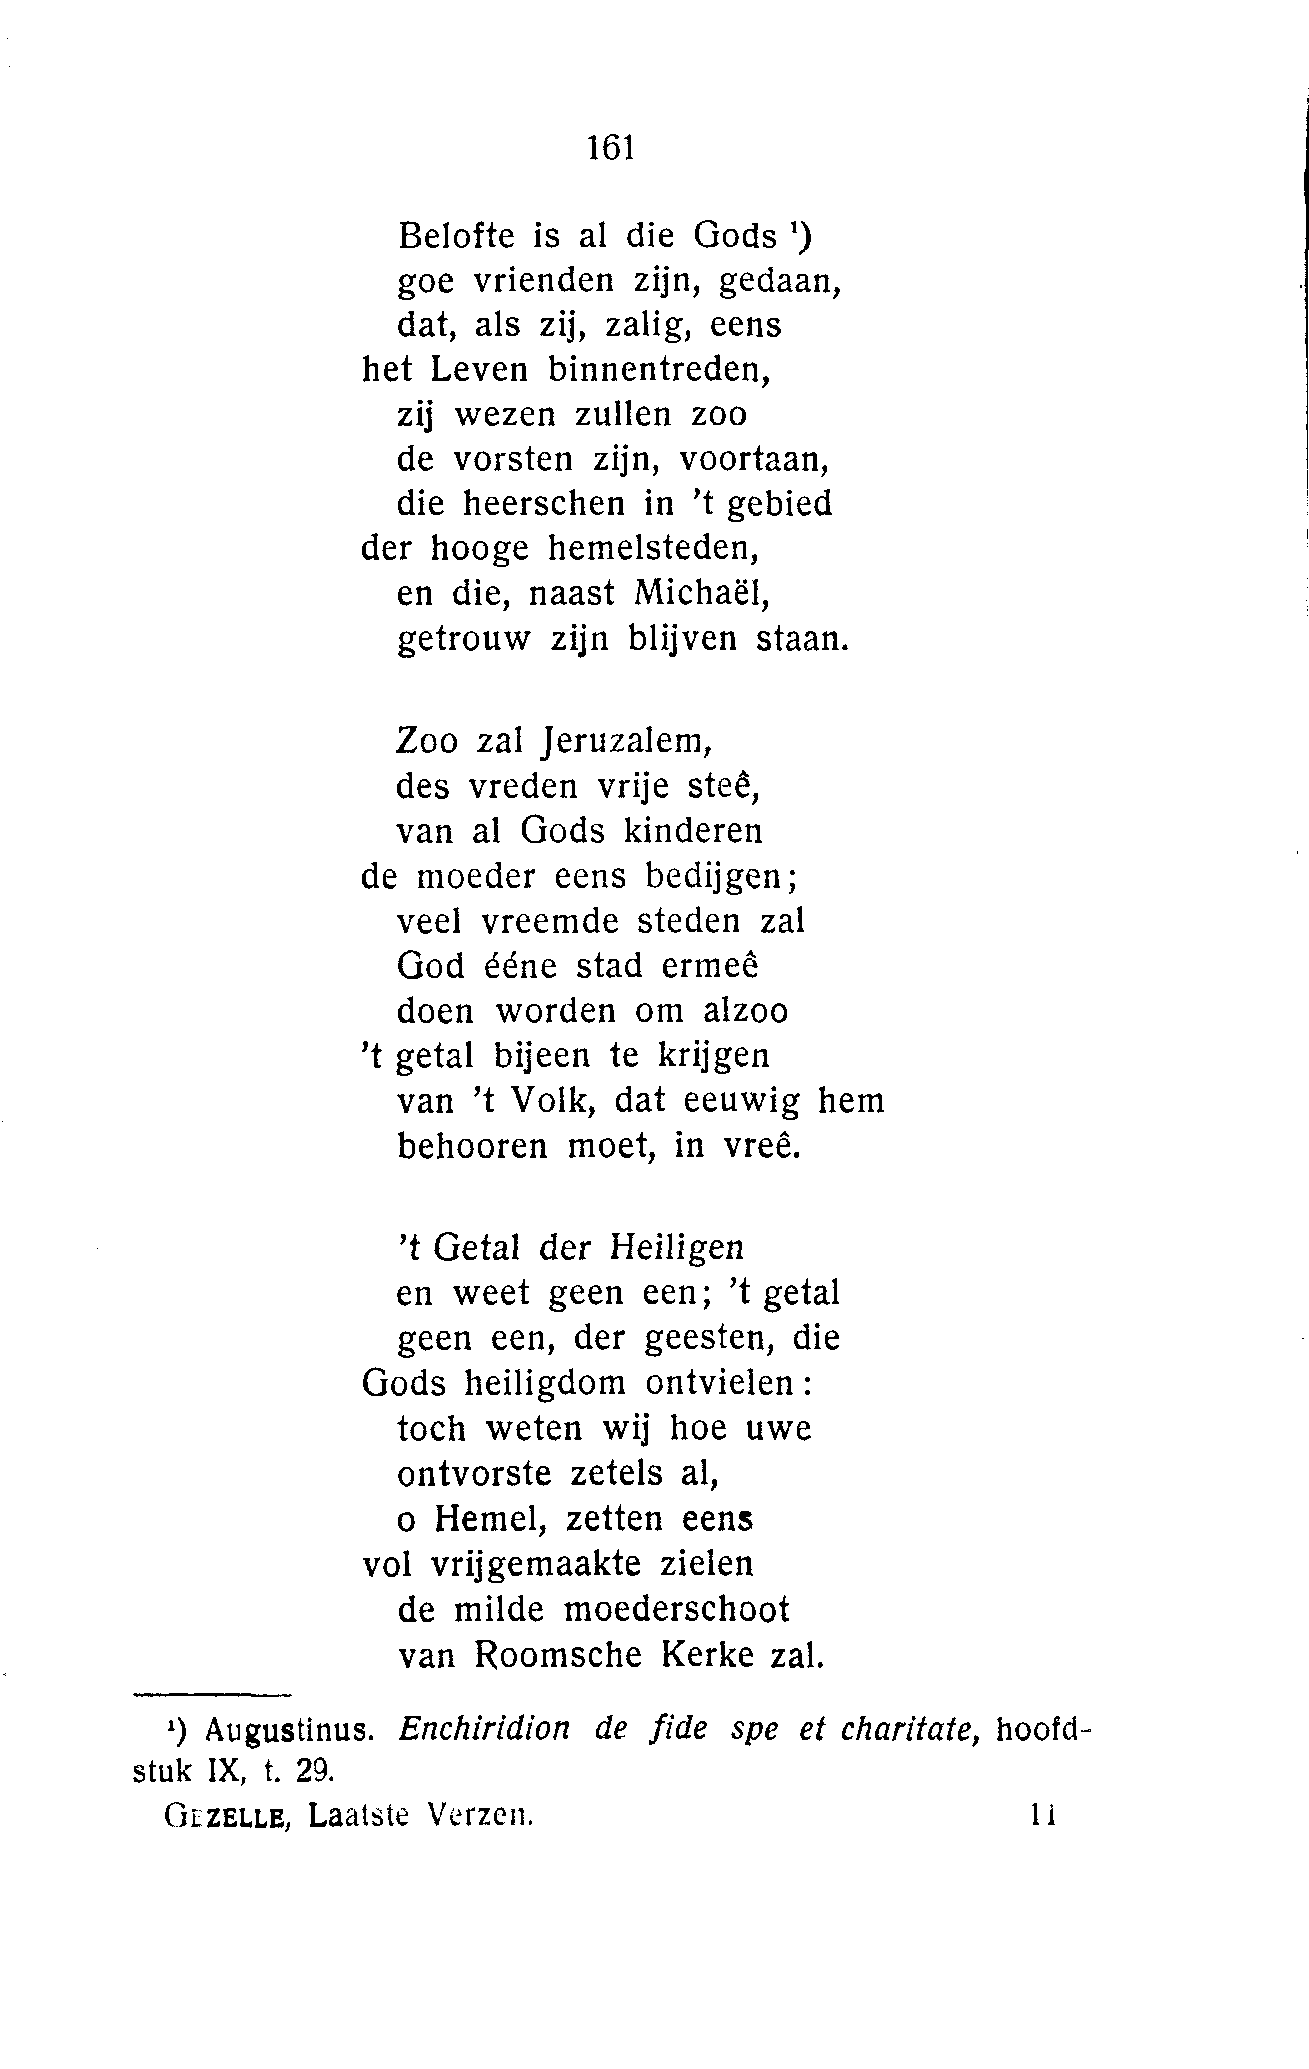 161
Belofte is al die Gods ¹)
goe vrienden zijn, gedaan,
dat, als zij, zalig, eens
het Leven binnentreden,
zij wezen zullen zoo
de vorsten zijn, voortaan,
die heerschen in 't gebied
der hooge hemelsteden,
en die, naast Michaël,
getrouw zijn blijven staan.
Zoo zal Jeruzalem,
des vreden vrije steê,
van al Gods kinderen
de moeder eens bedijgen;
veel vreemde steden zal
God ééne stad ermeê
doen worden om alzoo
't getal bijeen te krijgen
van 't Volk, dat eeuwig hem
behooren moet, in vreê.
't Getal der Heiligen
en weet geen een; 't getal
geen een, der geesten, die
Gods heiligdom ontvielen:
toch weten wij hoe uwe
ontvorste zetels al,
o Hemel, zetten eens
vol vrijgemaakte zielen
de milde moederschoot
van Roomsche Kerke zal.
¹) Augustinus. Enchiridion de fide spe et charitate, hoofd-
stuk IX, t. 29.
GEZELLE, Laatste Verzen. 11